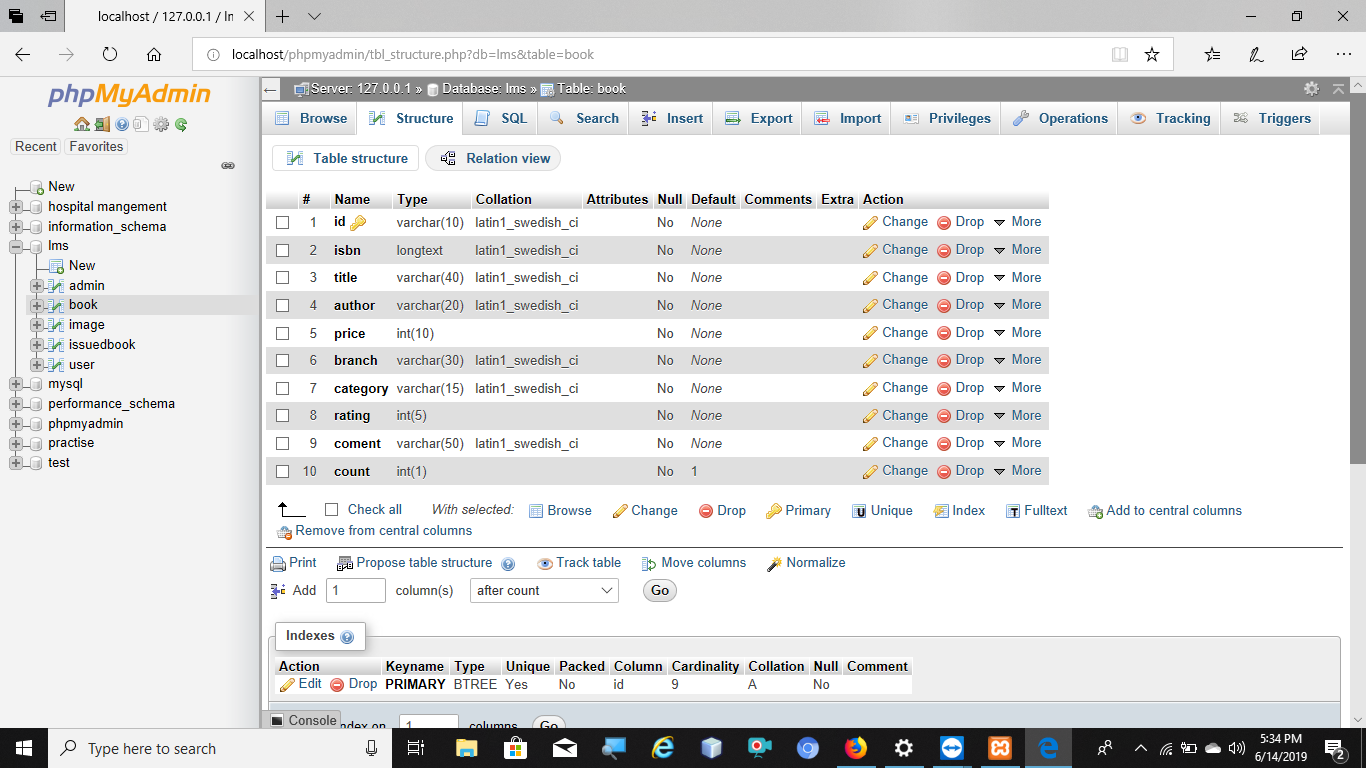 localhost / 127.0.0.1 / In
localhost/phpmyadmin/tbl_structure.php?db=lms&table=book
phpMyAdmin
Recent Favorites
New
hospital mangement
information_schema
lms
New
admin
book
image
issuedbook
user
mysql
performance_schema
phpmyadmin
practise
test
Server: 127.0.0.1 » Database: lms » Table: book
Browse Structure SQL Search Insert Export Import Privileges Operations Tracking Triggers
Table structure Relation view
# Name Type Collation Attributes Null Default Comments Extra Action
1 id varchar(10) latin1_swedish_ci No None Change Drop More
2 isbn longtext latin1_swedish_ci No None Change Drop More
3 title varchar(40) latin1_swedish_ci No None Change Drop More
4 author varchar(20) latin1_swedish_ci No None Change Drop More
5 price int(10) No None Change Drop More
6 branch varchar(30) latin1_swedish_ci No None Change Drop More
7 category varchar(15) latin1_swedish_ci No None Change Drop More
8 rating int(5) No None Change Drop More
9 coment varchar(50) latin1_swedish_ci No None Change Drop More
10 count int(1) No 1 Change Drop More
Check all With selected: Browse Change Drop Primary Unique Index Fulltext Add to central columns
Remove from central columns
Print Propose table structure Track table Move columns Normalize
Add 1 column(s) after count Go
Indexes
Action Keyname Type Unique Packed Column Cardinality Collation Null Comment
Edit Drop PRIMARY BTREE Yes No id 9 A No
Console ndex on 1 columns Go
Type here to search
5:34 PM
6/14/2019
2